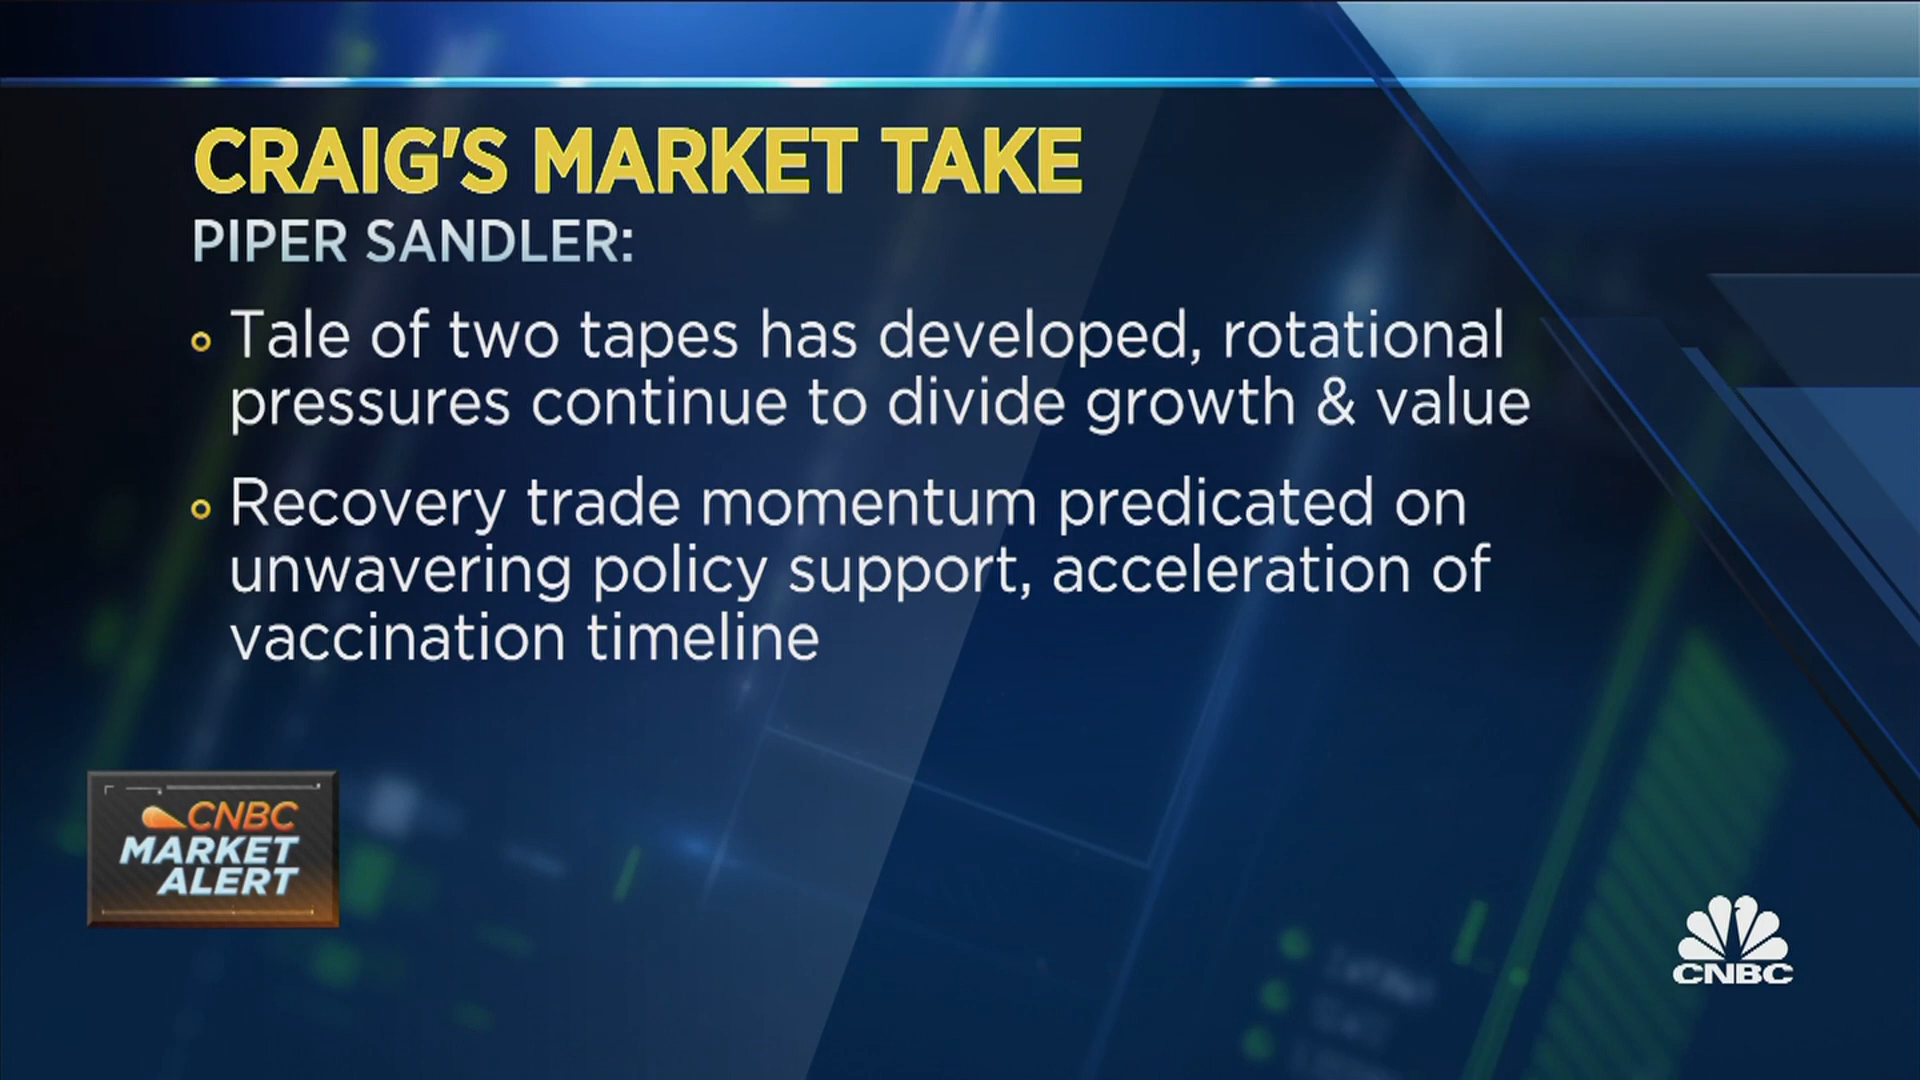 CRAIG'S MARKET TAKE
PIPER SANDLER:
Tale of two tapes has developed, rotational
pressures continue to divide growth & value
Recovery trade momentum predicated on
unwavering policy support, acceleration of
vaccination timeline
CNBC
MARKET
ALERT
CNBC